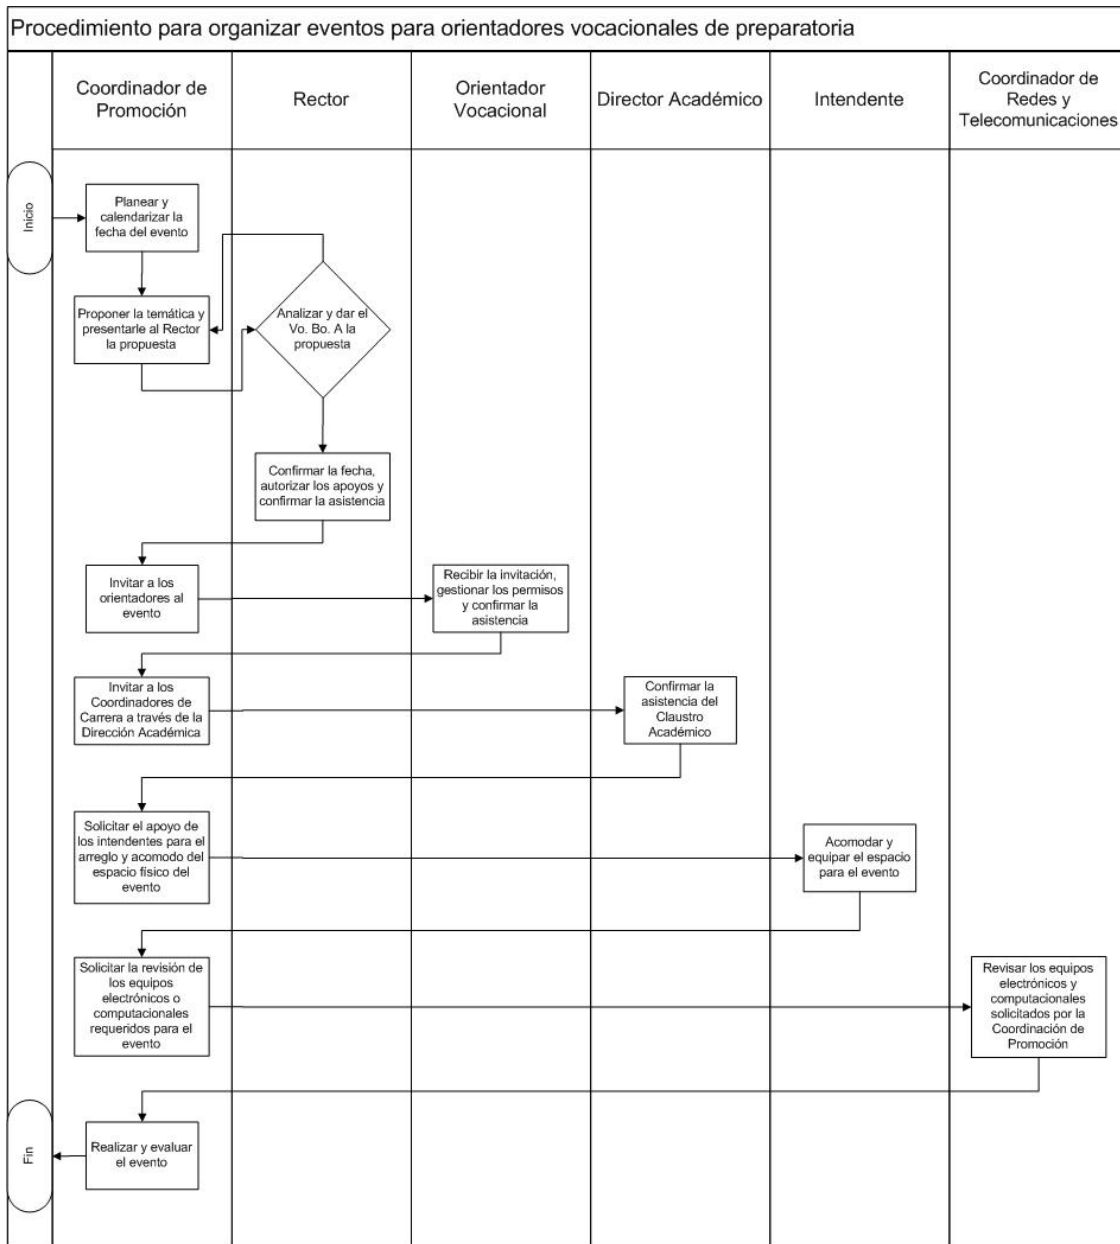 Procedimiento para organizar eventos para orientadores vocacionales de preparatoria
Coordinador de
Promoción
Rector
Orientador
Vocacional
Director Académico
Intendente
Coordinador de
Redes y
Telecomunicaciones
Inicio
Planear y
calendarizar la
fecha del evento
Proponer la temática y
presentarle al Rector
la propuesta
Analizar y dar el
Vo. Bo. A la
propuesta
Confirmar la fecha,
autorizar los apoyos y
confirmar la asistencia
Invitar a los
orientadores al
evento
Recibir la invitación,
gestionar los permisos
y confirmar la
asistencia
Invitar a los
Coordinadores de
Carrera a través de la
Dirección Académica
Confirmar la
asistencia del
Claustro
Académico
Solicitar el apoyo de
los intendentes para el
arreglo y acomodo del
espacio físico del
evento
Acomodar y
equipar el espacio
para el evento
Solicitar la revisión de
los equipos
electrónicos o
computacionales
requeridos para el
evento
Revisar los equipos
electrónicos y
computacionales
solicitados por la
Coordinación de
Promoción
Realizar y evaluar
el evento
Fin